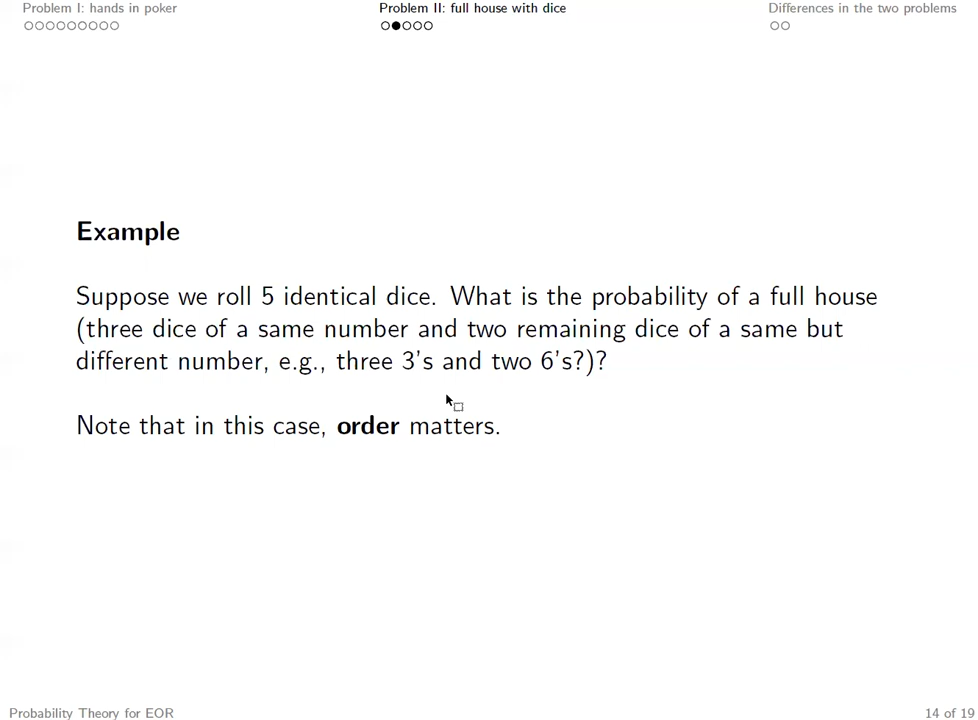 Problem I: hands in poker
Problem II: full house with dice
Differences in the two problems
Example
Suppose we roll 5 identical dice. What is the probability of a full house
(three dice of a same number and two remaining dice of a same but
different number, e.g., three 3's and two 6's?)?
Note that in this case, order matters.
Probability Theory for EOR
14 of 19